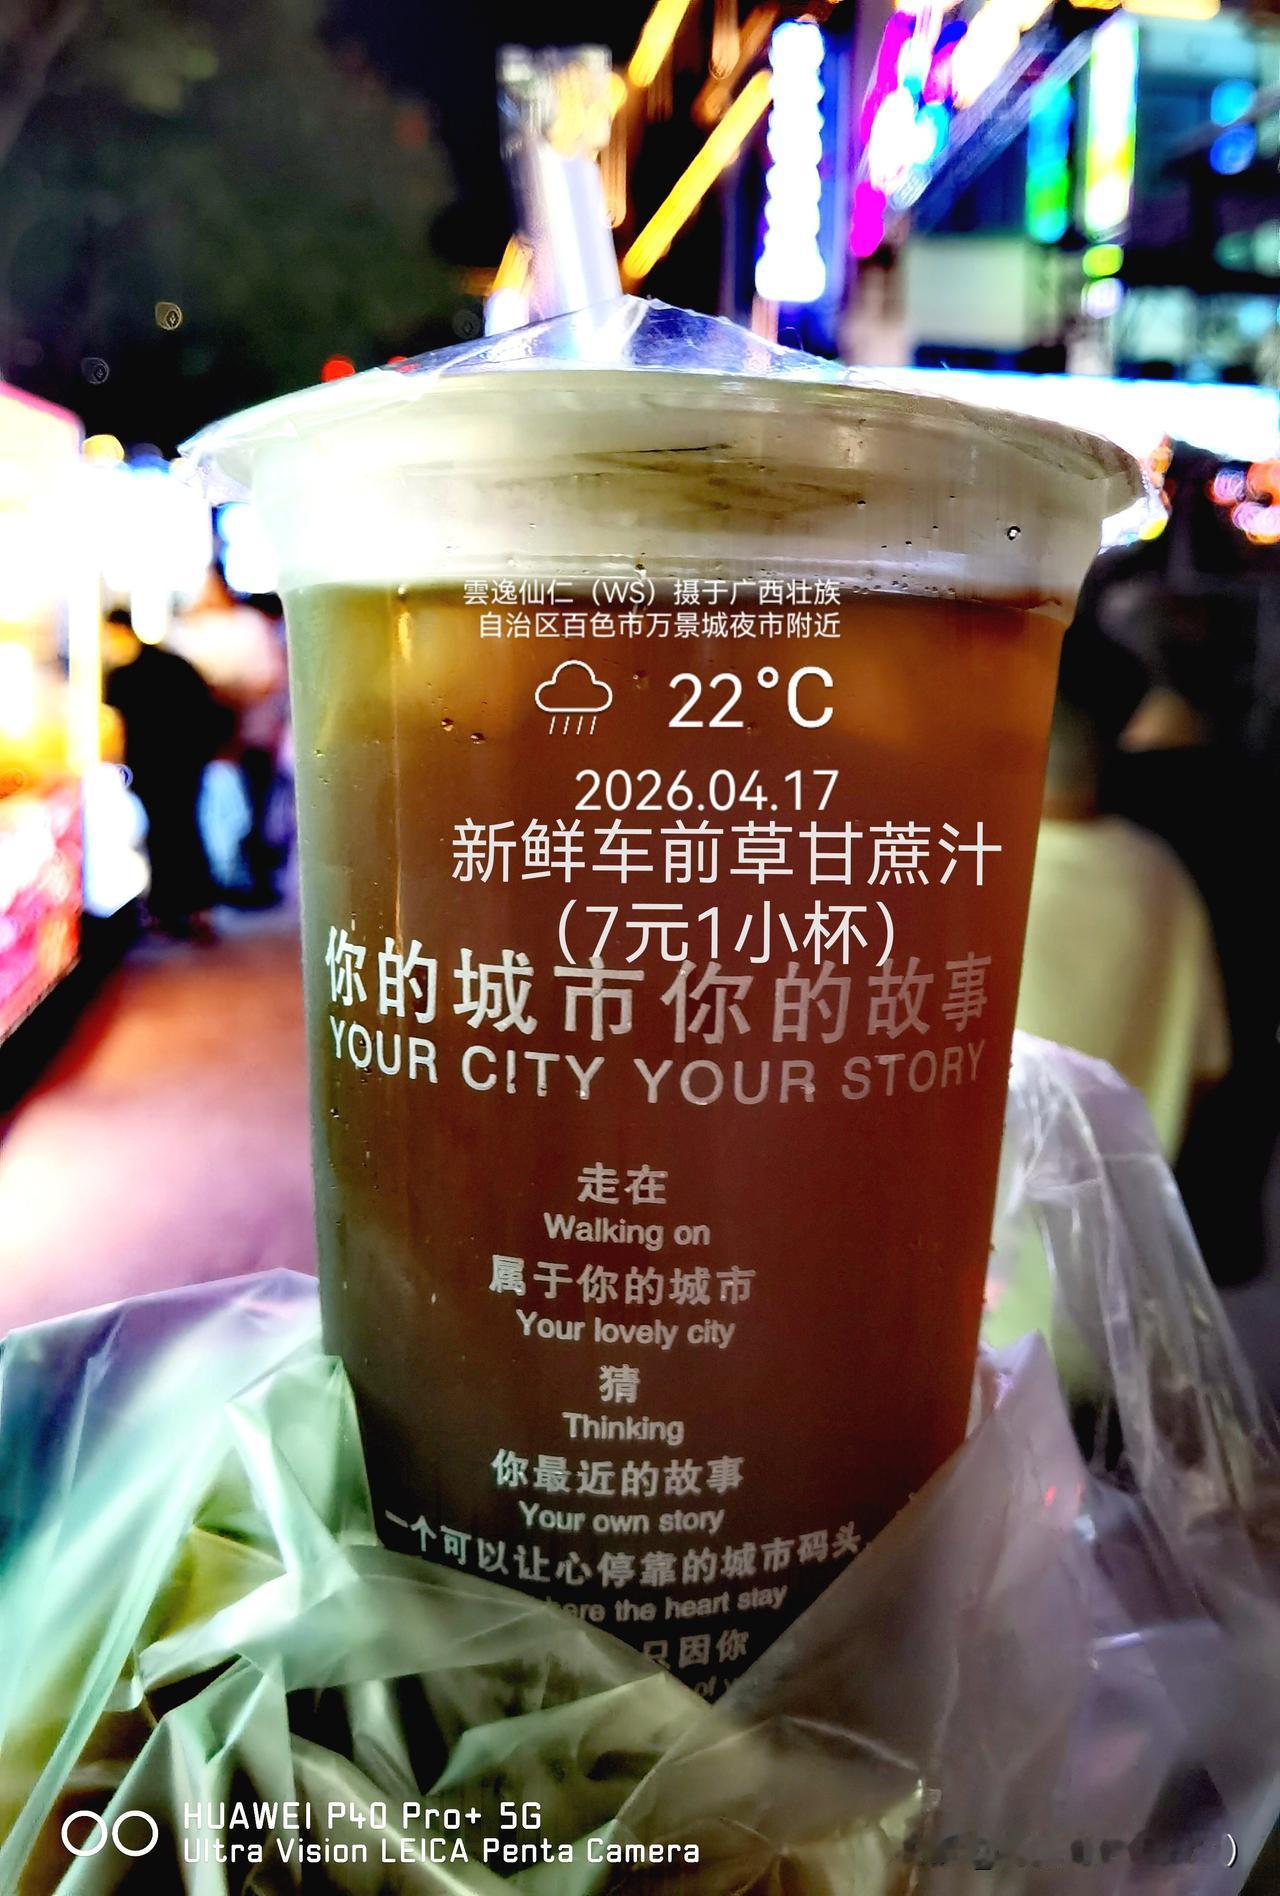 雲逸仙仁（WS）摄于广西壮族
自治区百色市万景城夜市附近
22°C
2026.04.17
新鲜车前草甘蔗汁
（7元1小杯）
你的城市你的故事
YOUR CITY YOUR STORY
走在
Walking on
属于你的城市
Your lovely city
猜
Thinking
你最近的故事
Your own story
一个可以让心停靠的城市码头
the heart stay
只因你
of
HUAWEI P40 Pro+ 5G
Ultra Vision LEICA Penta Camera